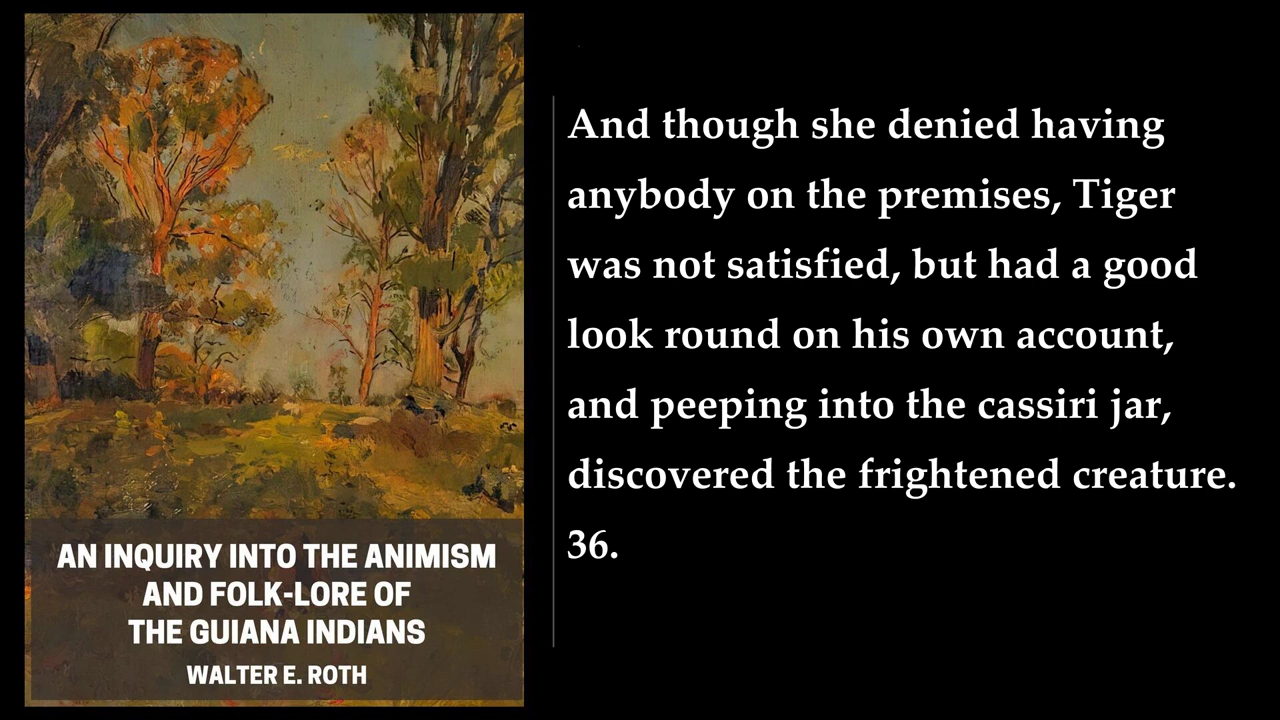 AN INQUIRY INTO THE ANIMISM
AND FOLK-LORE OF
THE GUIANA INDIANS
WALTER E. ROTH
And though she denied having
anybody on the premises, Tiger
was not satisfied, but had a good
look round on his own account,
and peeping into the cassiri jar,
discovered the frightened creature.
36.